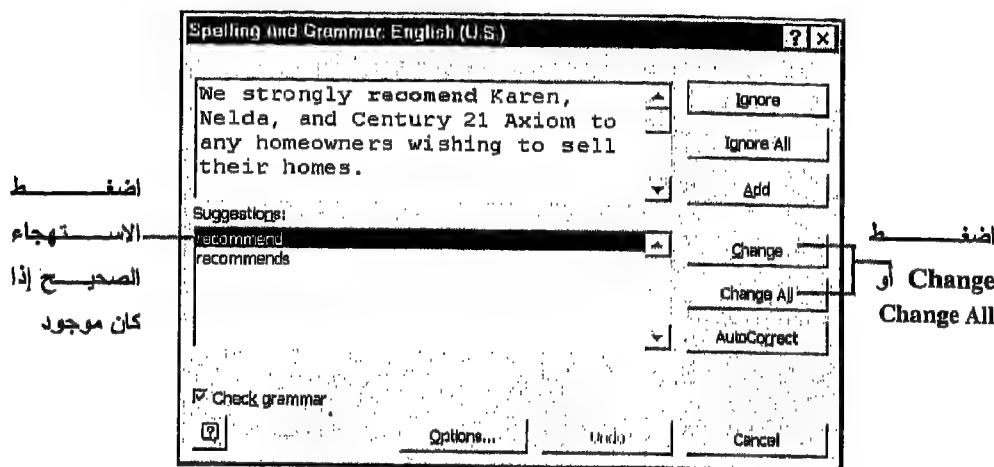 Spelling and Grammar: English (U.S.)
We strongly recomend Karen,
Nelda, and Century 21 Axiom to
any homeowners wishing to sell
their homes.
Ignore
Ignore All
Add
Suggestions:
recommend
recommends
Change
Change All
AutoCorrect
Check grammar
Options...
Undo
Cancel
اضغط
الاستهجاء
الصحيح إذا
كان موجود
اضغط
Change أو
Change All